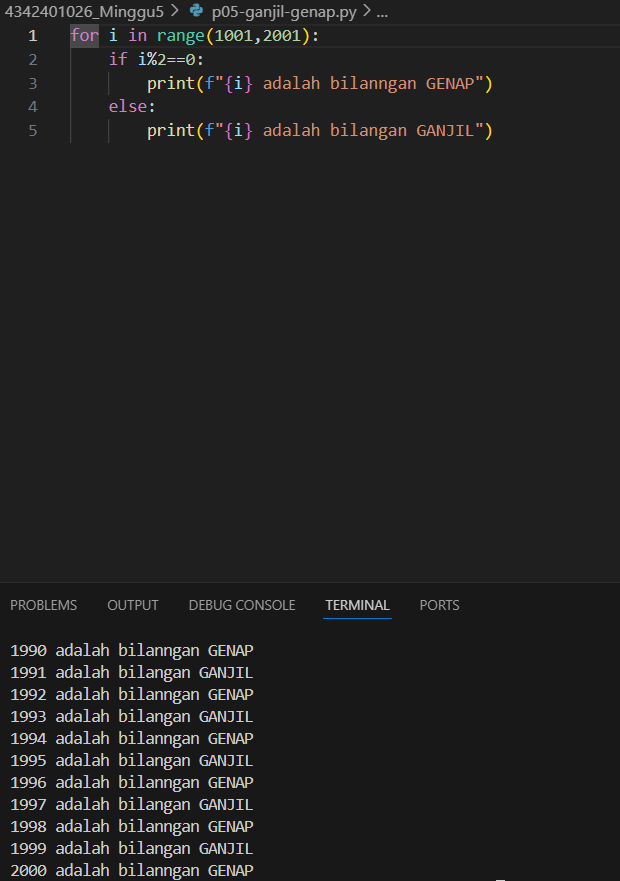 4342401026_Minggu5 > p05-ganjil-genap.py > ...
1 for i in range(1001,2001):
2 if i%2==0:
3 print(f"{i} adalah bilanngan GENAP")
4 else:
5 print(f"{i} adalah bilangan GANJIL")
PROBLEMS OUTPUT DEBUG CONSOLE TERMINAL PORTS
1990 adalah bilanngan GENAP
1991 adalah bilangan GANJIL
1992 adalah bilanngan GENAP
1993 adalah bilangan GANJIL
1994 adalah bilanngan GENAP
1995 adalah bilangan GANJIL
1996 adalah bilanngan GENAP
1997 adalah bilangan GANJIL
1998 adalah bilanngan GENAP
1999 adalah bilangan GANJIL
2000 adalah bilanngan GENAP